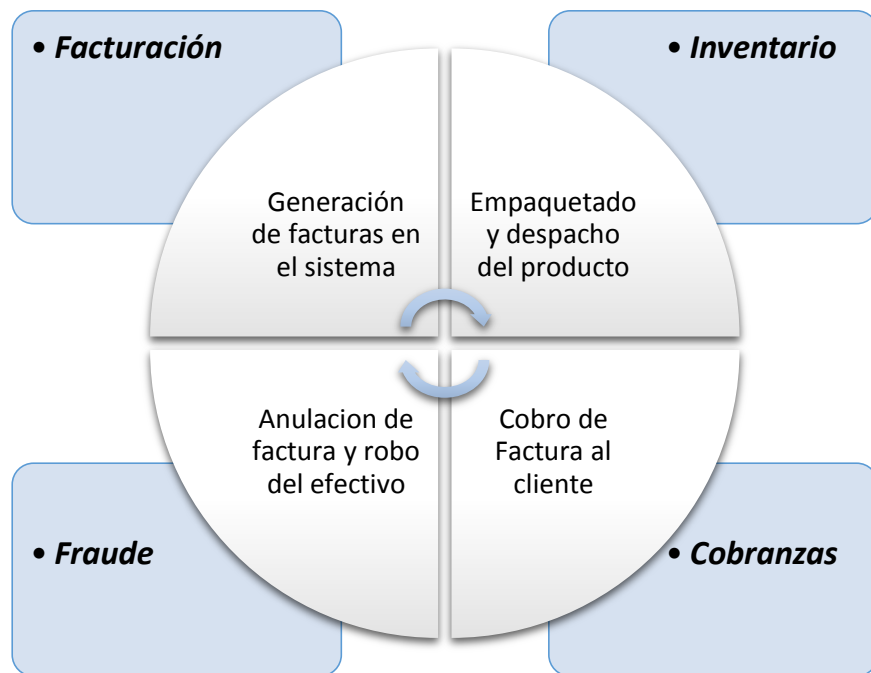 • Facturación
• Inventario
Generación
de facturas en
el sistema
Empaquetado
y despacho
del producto
Anulacion de
factura y robo
del efectivo
Cobro de
Factura al
cliente
• Fraude
• Cobranzas